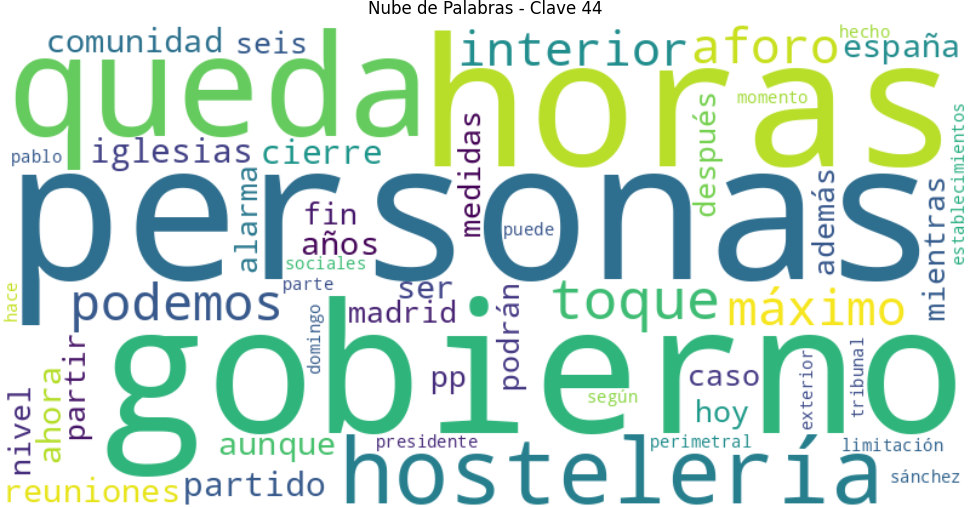 Nube de Palabras - Clave 44
hecho
comunidad seis interior aforo españa
queda horas
momento
después
establecimientos
medidas
pablo iglesias cierre
personas
alarma
fin
años
puede
además
mientras
sociales
parte
hace
podemos
ser
madrid
podrán
toque máximo
domingo
gobierno
partir
ahora
nivel
pp
caso
según
hoy
exterior
tribunal
aunque
presidente
perimetral
limitación
hostelería
sánchez
reuniones partido